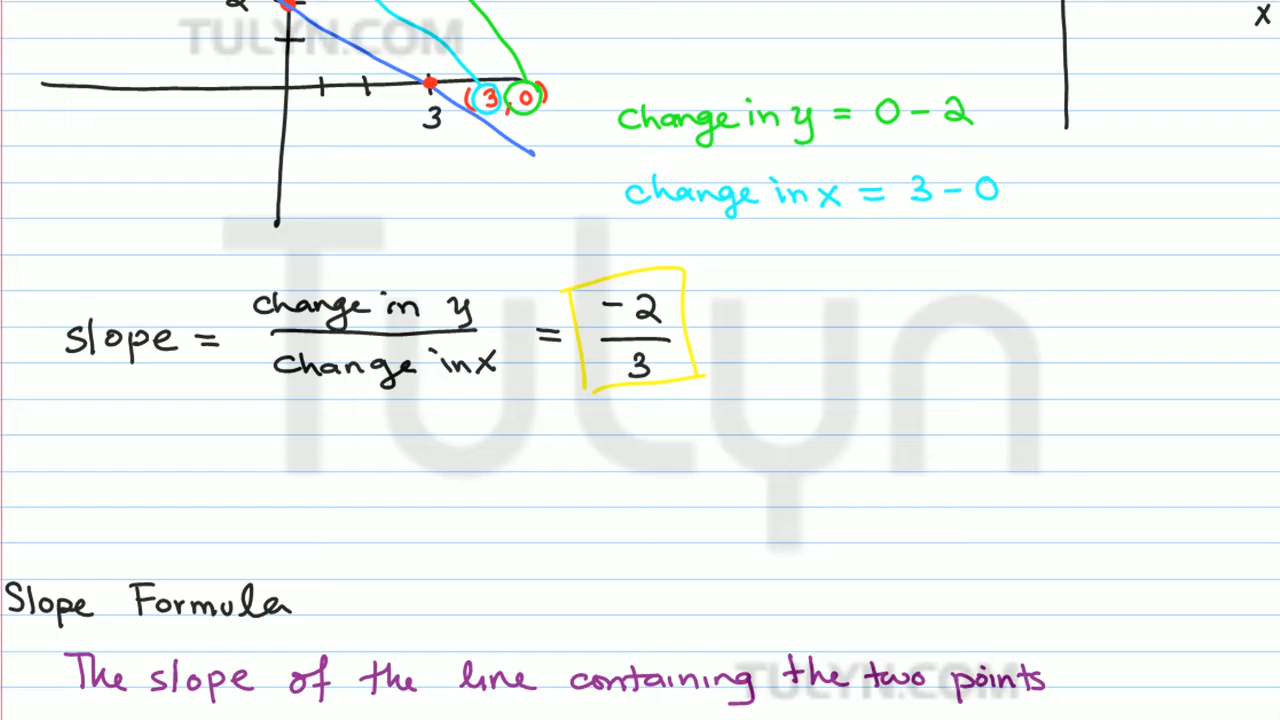 2
TULYN.COM
x
3
(3, 0)
change in y = 0 - 2
change in x = 3 - 0
slope = change in y / change in x = -2 / 3
TuLyn
Slope Formula
The slope of the line containing the two points
TULYN.COM